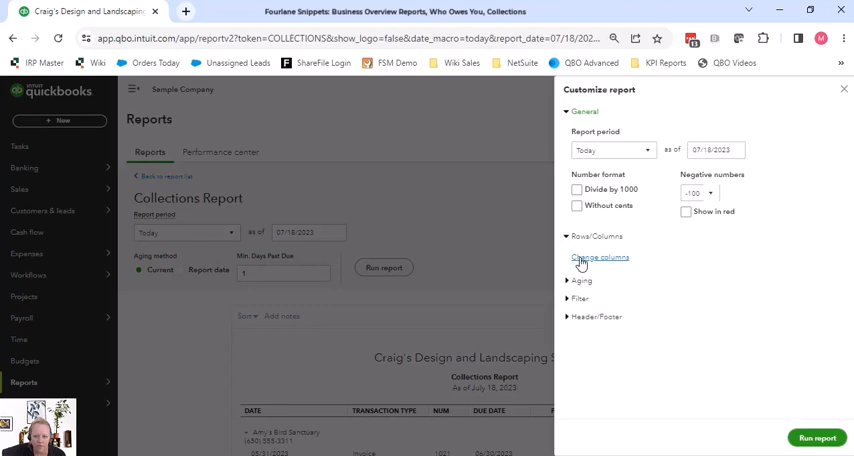 Craig's Design and Landscaping
Fourlane Snippets: Business Overview Reports, Who Owes You, Collections
app.qbo.intuit.com/app/reportv2?token=COLLECTIONS&show_logo=false&date_macro=today&report_date=07/18/202...
13
M
IRP Master
Wiki
Orders Today
Unassigned Leads
ShareFile Login
FSM Demo
Wiki Sales
NetSuite
QBO Advanced
KPI Reports
QBO Videos
»
intuit
quickbooks
Sample Company
+ New
Tasks
Banking
Sales
Customers & leads
Cash flow
Expenses
Workflows
Projects
Payroll
Time
Budgets
Reports
Reports
Reports
Performance center
Back to report list
Collections Report
Report period
Today
as of
07/18/2023
Aging method
Current
Report date
Min. Days Past Due
1
Run report
Sort
Add notes
Craig's Design and Landscaping S
Collections Report
As of July 18, 2023
DATE
TRANSACTION TYPE
NUM
DUE DATE
Amy's Bird Sanctuary
(650) 555-3311
05/31/2023
Invoice
1021
06/30/2023
Customize report
General
Report period
Today
as of
07/18/2023
Number format
Negative numbers
Divide by 1000
-100
Without cents
Show in red
Rows/Columns
Change columns
Aging
Filter
Header/Footer
Run report